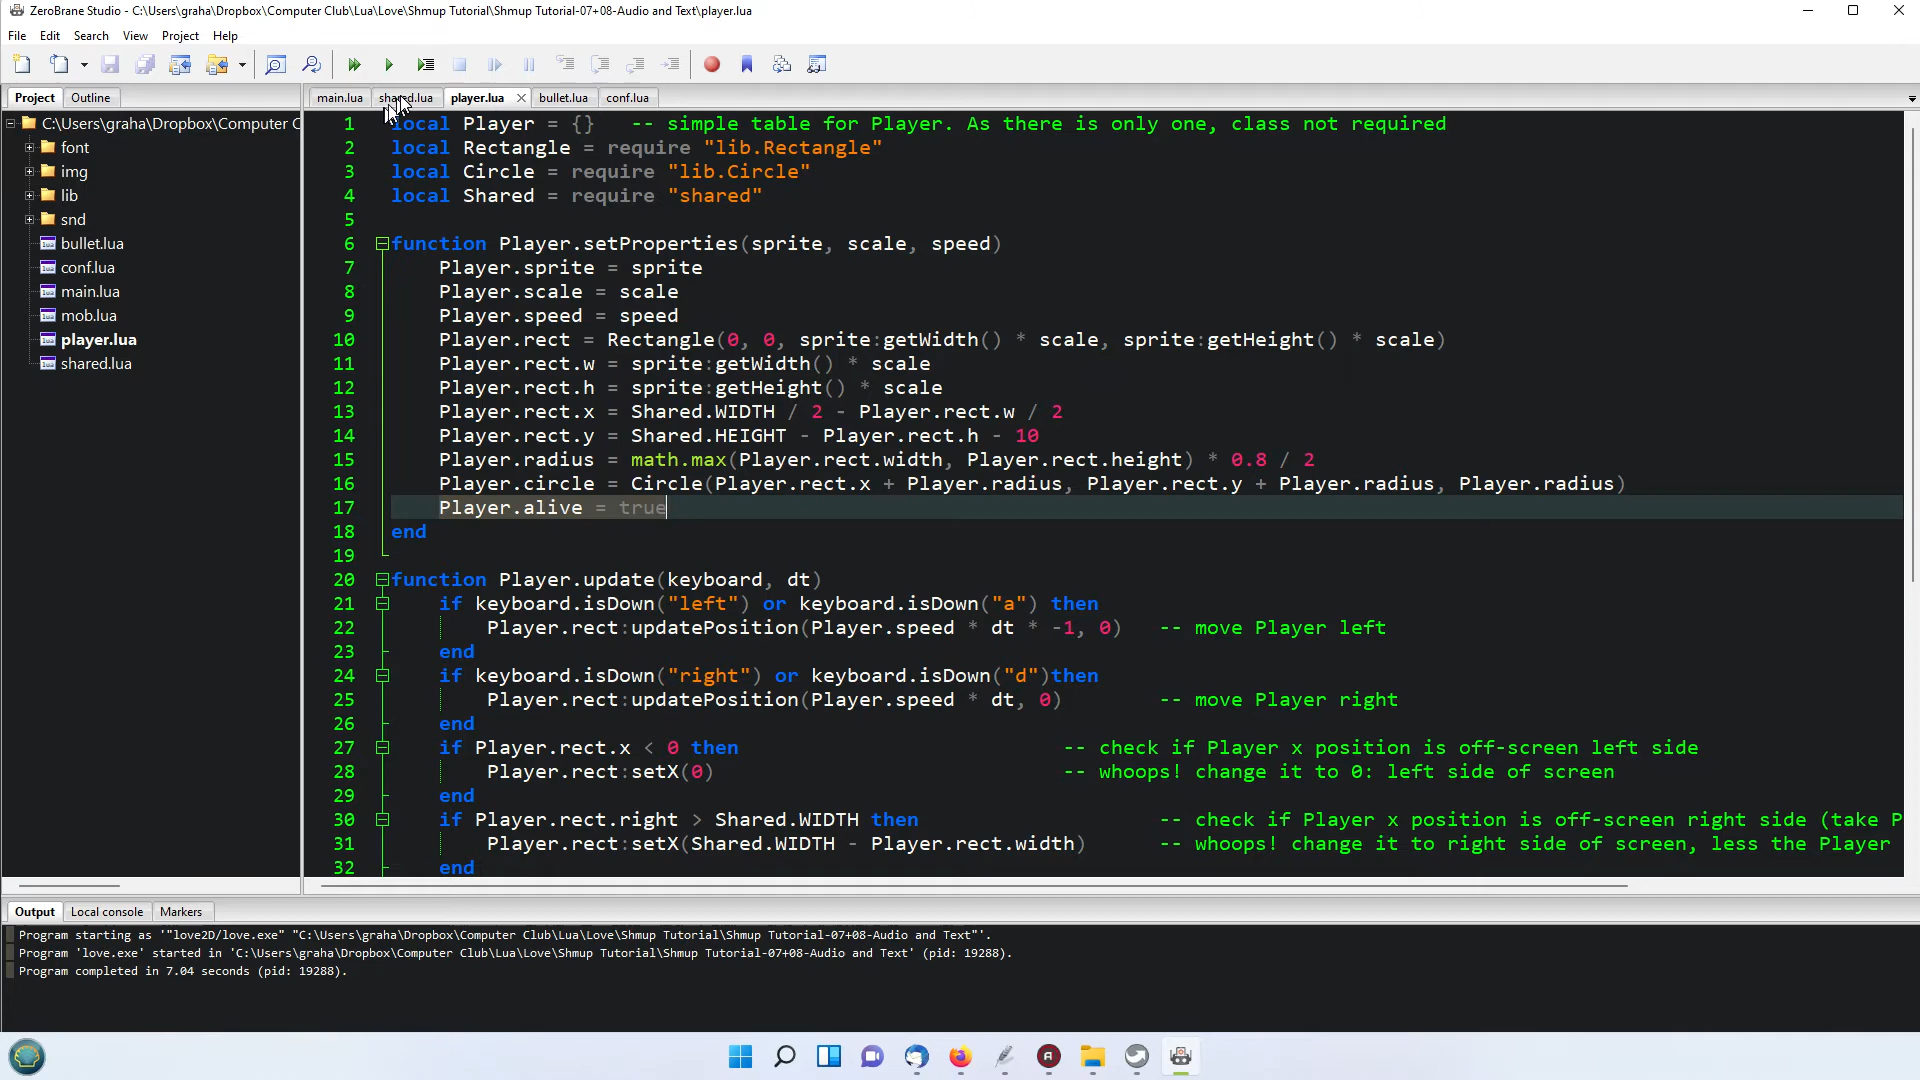 ZeroBrane Studio - C:\Users\graha\Dropbox\Computer Club\Lua\Love\Shmup Tutorial\Shmup Tutorial-07+08-Audio and Text\player.lua
File Edit Search View Project Help
Project Outline
main.lua shared.lua player.lua bullet.lua conf.lua
C:\Users\graha\Dropbox\Computer C
font
img
lib
snd
bullet.lua
conf.lua
main.lua
mob.lua
player.lua
shared.lua
1 local Player = {} -- simple table for Player. As there is only one, class not required
2 local Rectangle = require "lib.Rectangle"
3 local Circle = require "lib.Circle"
4 local Shared = require "shared"
5
6 function Player.setProperties(sprite, scale, speed)
7 Player.sprite = sprite
8 Player.scale = scale
9 Player.speed = speed
10 Player.rect = Rectangle(0, 0, sprite:getWidth() * scale, sprite:getHeight() * scale)
11 Player.rect.w = sprite:getWidth() * scale
12 Player.rect.h = sprite:getHeight() * scale
13 Player.rect.x = Shared.WIDTH / 2 - Player.rect.w / 2
14 Player.rect.y = Shared.HEIGHT - Player.rect.h - 10
15 Player.radius = math.max(Player.rect.width, Player.rect.height) * 0.8 / 2
16 Player.circle = Circle(Player.rect.x + Player.radius, Player.rect.y + Player.radius, Player.radius)
17 Player.alive = true
18 end
19
20 function Player.update(keyboard, dt)
21 if keyboard.isDown("left") or keyboard.isDown("a") then
22 Player.rect:updatePosition(Player.speed * dt * -1, 0) -- move Player left
23 end
24 if keyboard.isDown("right") or keyboard.isDown("d")then
25 Player.rect:updatePosition(Player.speed * dt, 0) -- move Player right
26 end
27 if Player.rect.x < 0 then -- check if Player x position is off-screen left side
28 Player.rect:setX(0) -- whoops! change it to 0: left side of screen
29 end
30 if Player.rect.right > Shared.WIDTH then -- check if Player x position is off-screen right side (take P
31 Player.rect:setX(Shared.WIDTH - Player.rect.width) -- whoops! change it to right side of screen, less the Player
32 end
Output Local console Markers
Program starting as '"love2D/love.exe" "C:\Users\graha\Dropbox\Computer Club\Lua\Love\Shmup Tutorial\Shmup Tutorial-07+08-Audio and Text"'.
Program 'love.exe' started in 'C:\Users\graha\Dropbox\Computer Club\Lua\Love\Shmup Tutorial\Shmup Tutorial-07+08-Audio and Text' (pid: 19288).
Program completed in 7.04 seconds (pid: 19288).